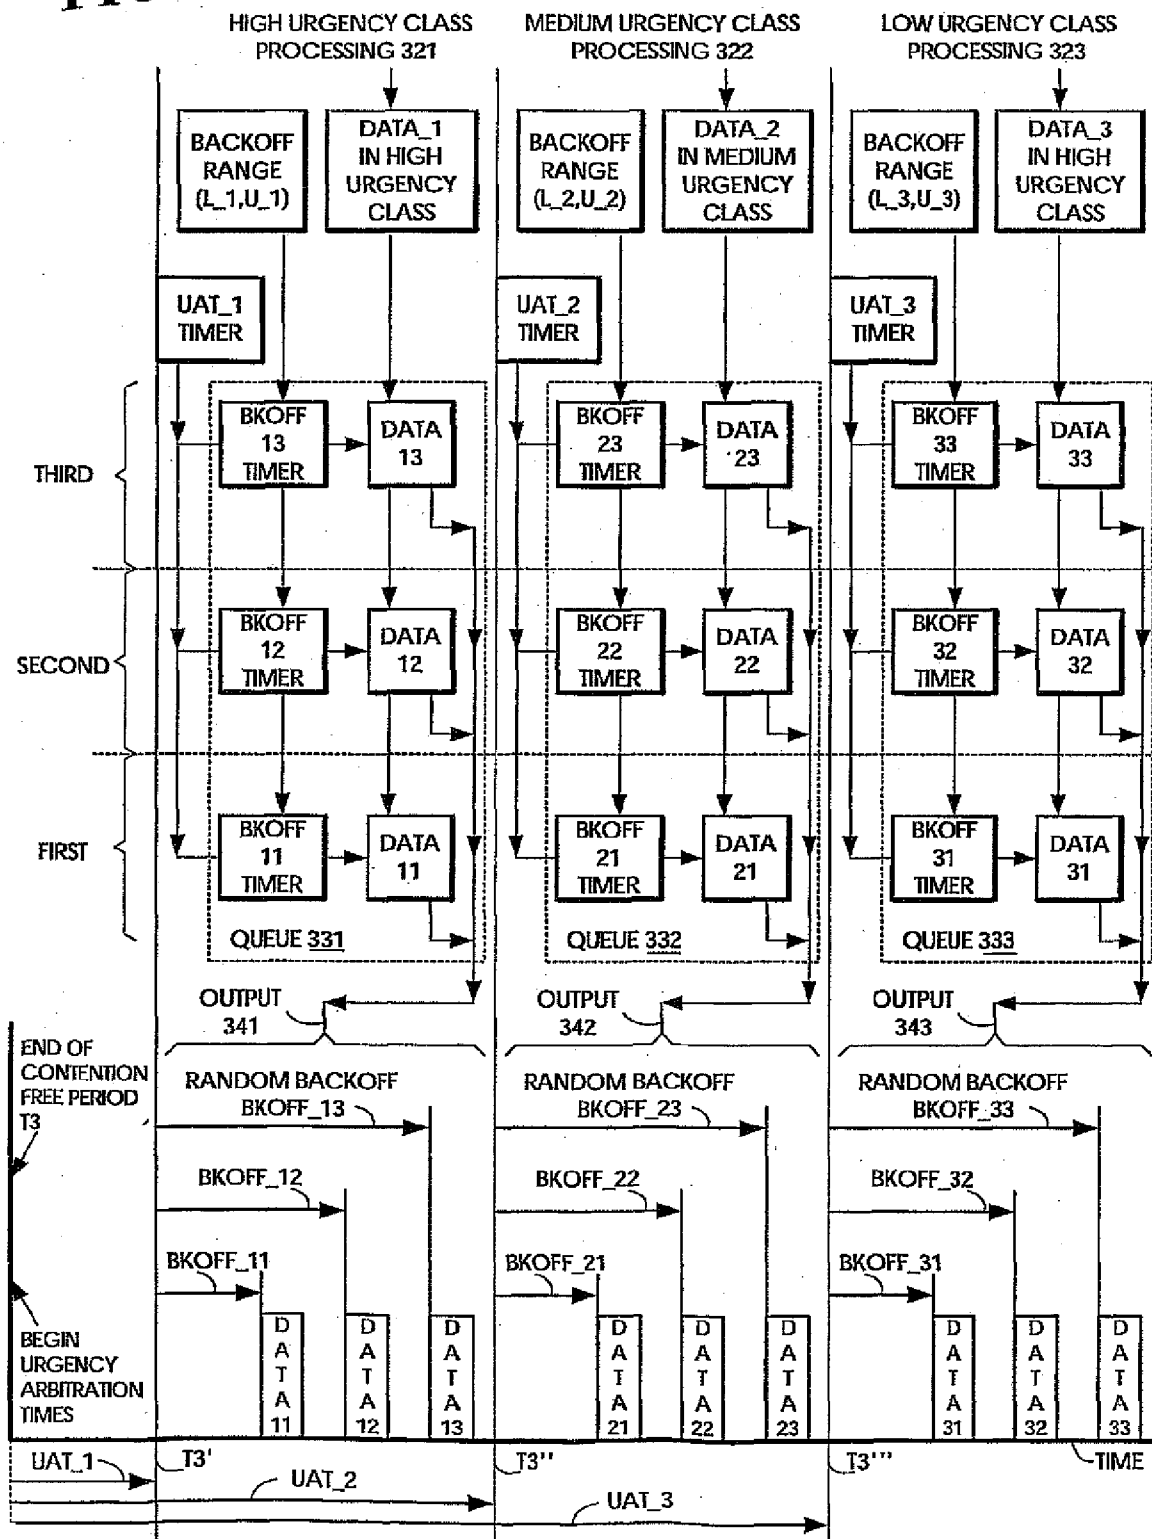 HIGH URGENCY CLASS
PROCESSING 321
MEDIUM URGENCY CLASS
PROCESSING 322
LOW URGENCY CLASS
PROCESSING 323
BACKOFF
RANGE
(L_1,U_1)
DATA_1
IN HIGH
URGENCY
CLASS
BACKOFF
RANGE
(L_2,U_2)
DATA_2
IN MEDIUM
URGENCY
CLASS
BACKOFF
RANGE
(L_3,U_3)
DATA_3
IN HIGH
URGENCY
CLASS
UAT_1
TIMER
UAT_2
TIMER
UAT_3
TIMER
THIRD
BKOFF
13
TIMER
DATA
13
BKOFF
23
TIMER
DATA
23
BKOFF
33
TIMER
DATA
33
SECOND
BKOFF
12
TIMER
DATA
12
BKOFF
22
TIMER
DATA
22
BKOFF
32
TIMER
DATA
32
FIRST
BKOFF
11
TIMER
DATA
11
BKOFF
21
TIMER
DATA
21
BKOFF
31
TIMER
DATA
31
QUEUE 331
QUEUE 332
QUEUE 333
OUTPUT
341
OUTPUT
342
OUTPUT
343
END OF
CONTENTION
FREE PERIOD
T3
RANDOM BACKOFF
BKOFF_13
RANDOM BACKOFF
BKOFF_23
RANDOM BACKOFF
BKOFF_33
BKOFF_12
BKOFF_22
BKOFF_32
BKOFF_11
BKOFF_21
BKOFF_31
BEGIN
URGENCY
ARBITRATION
TIMES
DATA 11
DATA 12
DATA 13
DATA 21
DATA 22
DATA 23
DATA 31
DATA 32
DATA 33
UAT_1
T3'
T3''
T3'''
TIME
UAT_2
UAT_3